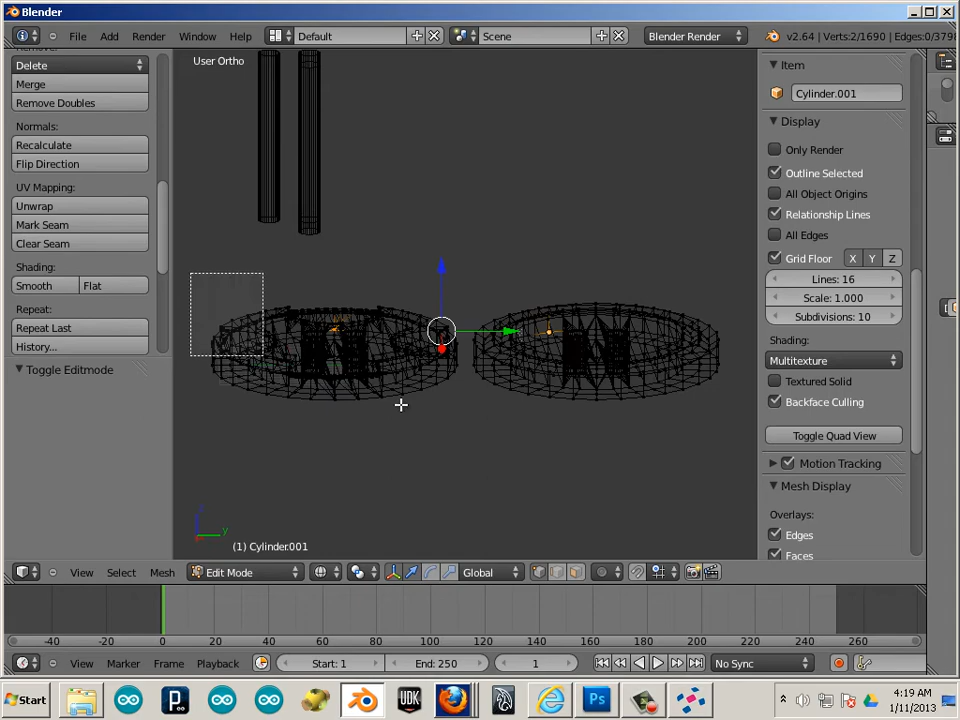 Blender
File Add Render Window Help Default Scene Blender Render v2.64 | Verts:2/1690 | Edges:0/379
Delete
Merge
Remove Doubles
Normals:
Recalculate
Flip Direction
UV Mapping:
Unwrap
Mark Seam
Clear Seam
Shading:
Smooth Flat
Repeat:
Repeat Last
History...
Toggle Editmode
User Ortho
z
y
(1) Cylinder.001
Item
Cylinder.001
Display
Only Render
Outline Selected
All Object Origins
Relationship Lines
All Edges
Grid Floor X Y Z
Lines: 16
Scale: 1.000
Subdivisions: 10
Shading:
Multitexture
Textured Solid
Backface Culling
Toggle Quad View
Motion Tracking
Mesh Display
Overlays:
Edges
Faces
View Select Mesh Edit Mode Global
-40 -20 0 20 40 60 80 100 120 140 160 180 200 220 240 260
View Marker Frame Playback Start: 1 End: 250 1 No Sync
Start UDK Ps 4:19 AM
1/11/2013